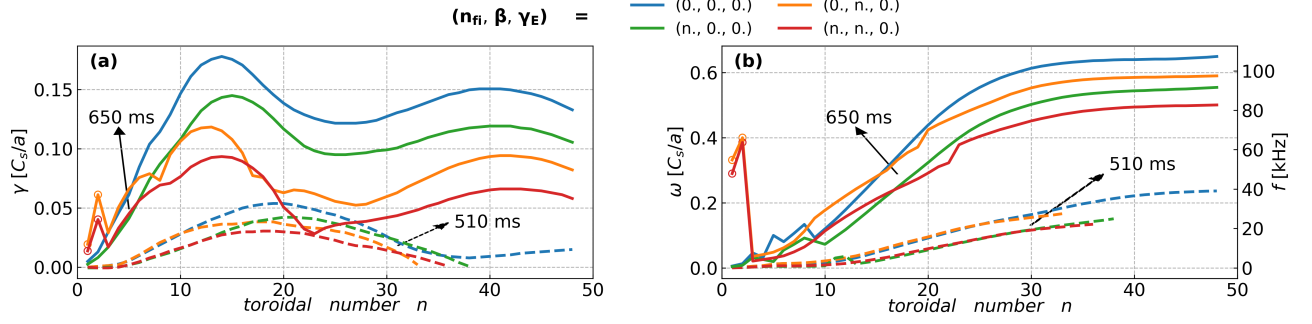 (n_fi, β, γ_E) =
(0., 0., 0.)
(0., n., 0.)
(n., 0., 0.)
(n., n., 0.)
(a)
650 ms
510 ms
γ [C_s/a]
0.15
0.10
0.05
0.00
0 10 20 30 40 50
toroidal number n
(b)
650 ms
510 ms
ω [C_s/a]
0.6
0.4
0.2
0.0
0 10 20 30 40 50
toroidal number n
100
80
60
40
20
0
f [kHz]